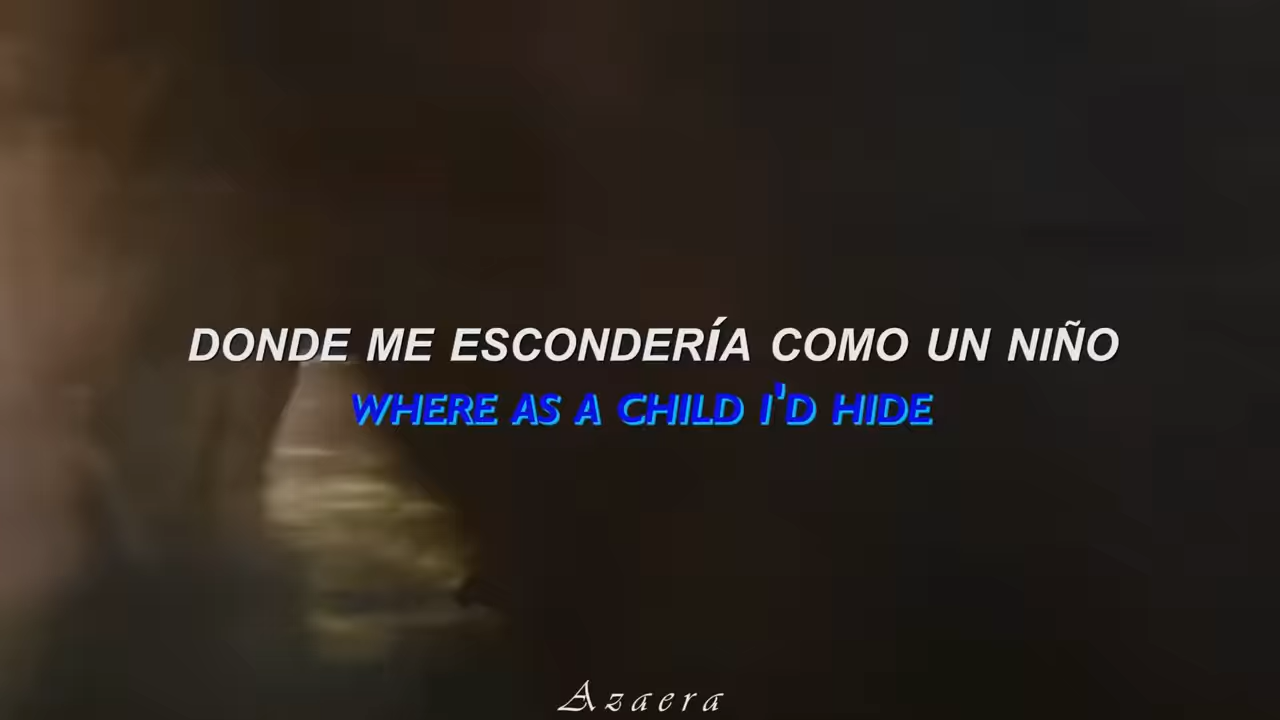 DONDE ME ESCONDERÍA COMO UN NIÑO
WHERE AS A CHILD I'D HIDE
Azaera